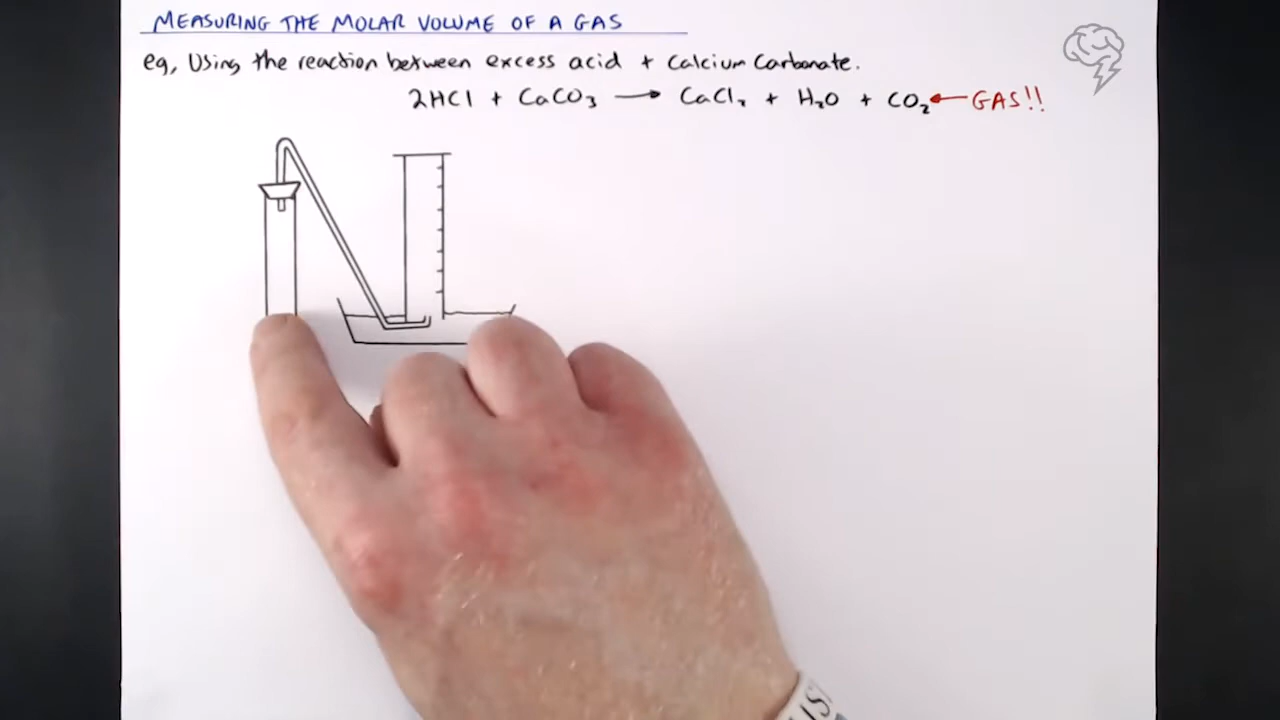 MEASURING THE MOLAR VOLUME OF A GAS
eg, Using the reaction between excess acid + Calcium Carbonate.
2HCl + CaCO₃ → CaCl₂ + H₂O + CO₂ ← GAS!!